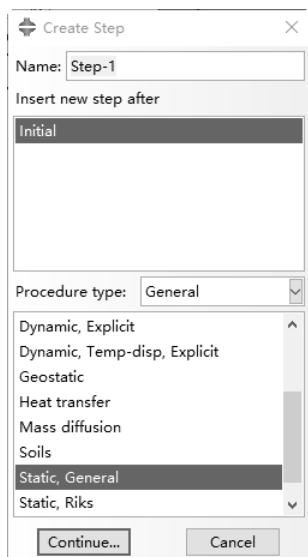 Create Step
Name: Step-1
Insert new step after
Initial
Procedure type: General
Dynamic, Explicit
Dynamic, Temp-disp, Explicit
Geostatic
Heat transfer
Mass diffusion
Soils
Static, General
Static, Riks
Continue... Cancel